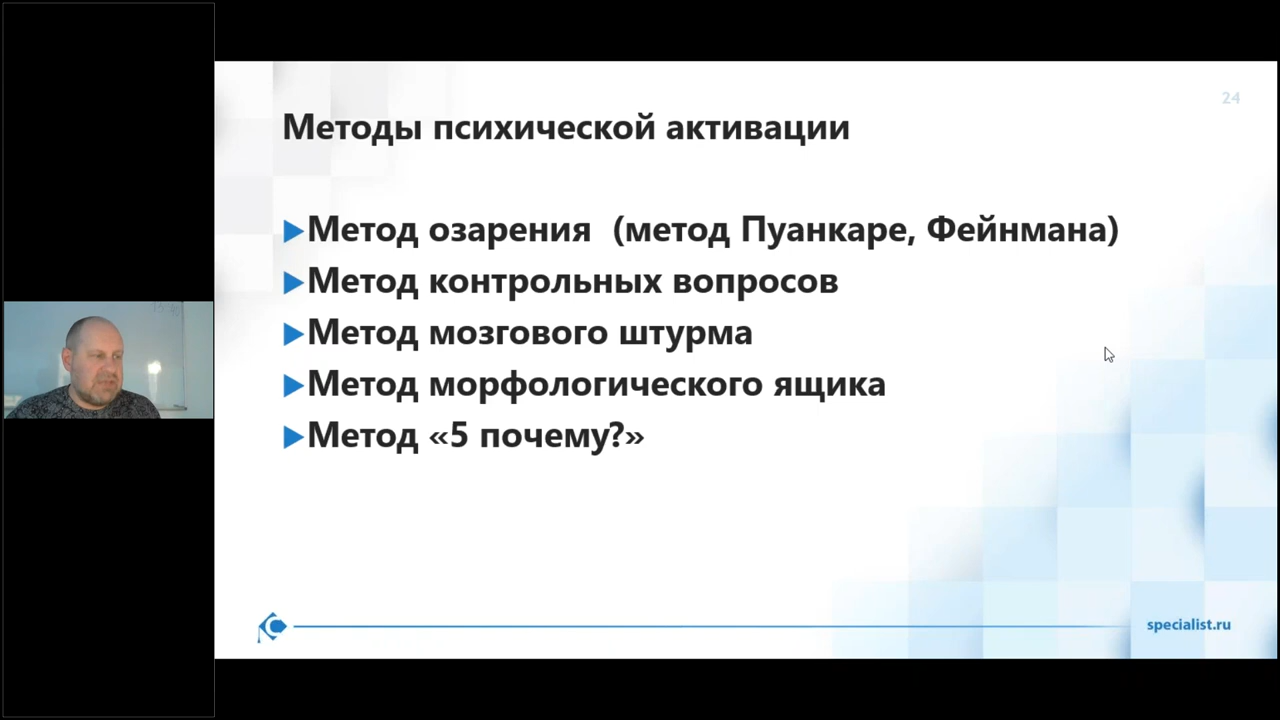 24
Методы психической активации
Метод озарения (метод Пуанкаре, Фейнмана)
Метод контрольных вопросов
Метод мозгового штурма
Метод морфологического ящика
Метод «5 почему?»
specialist.ru